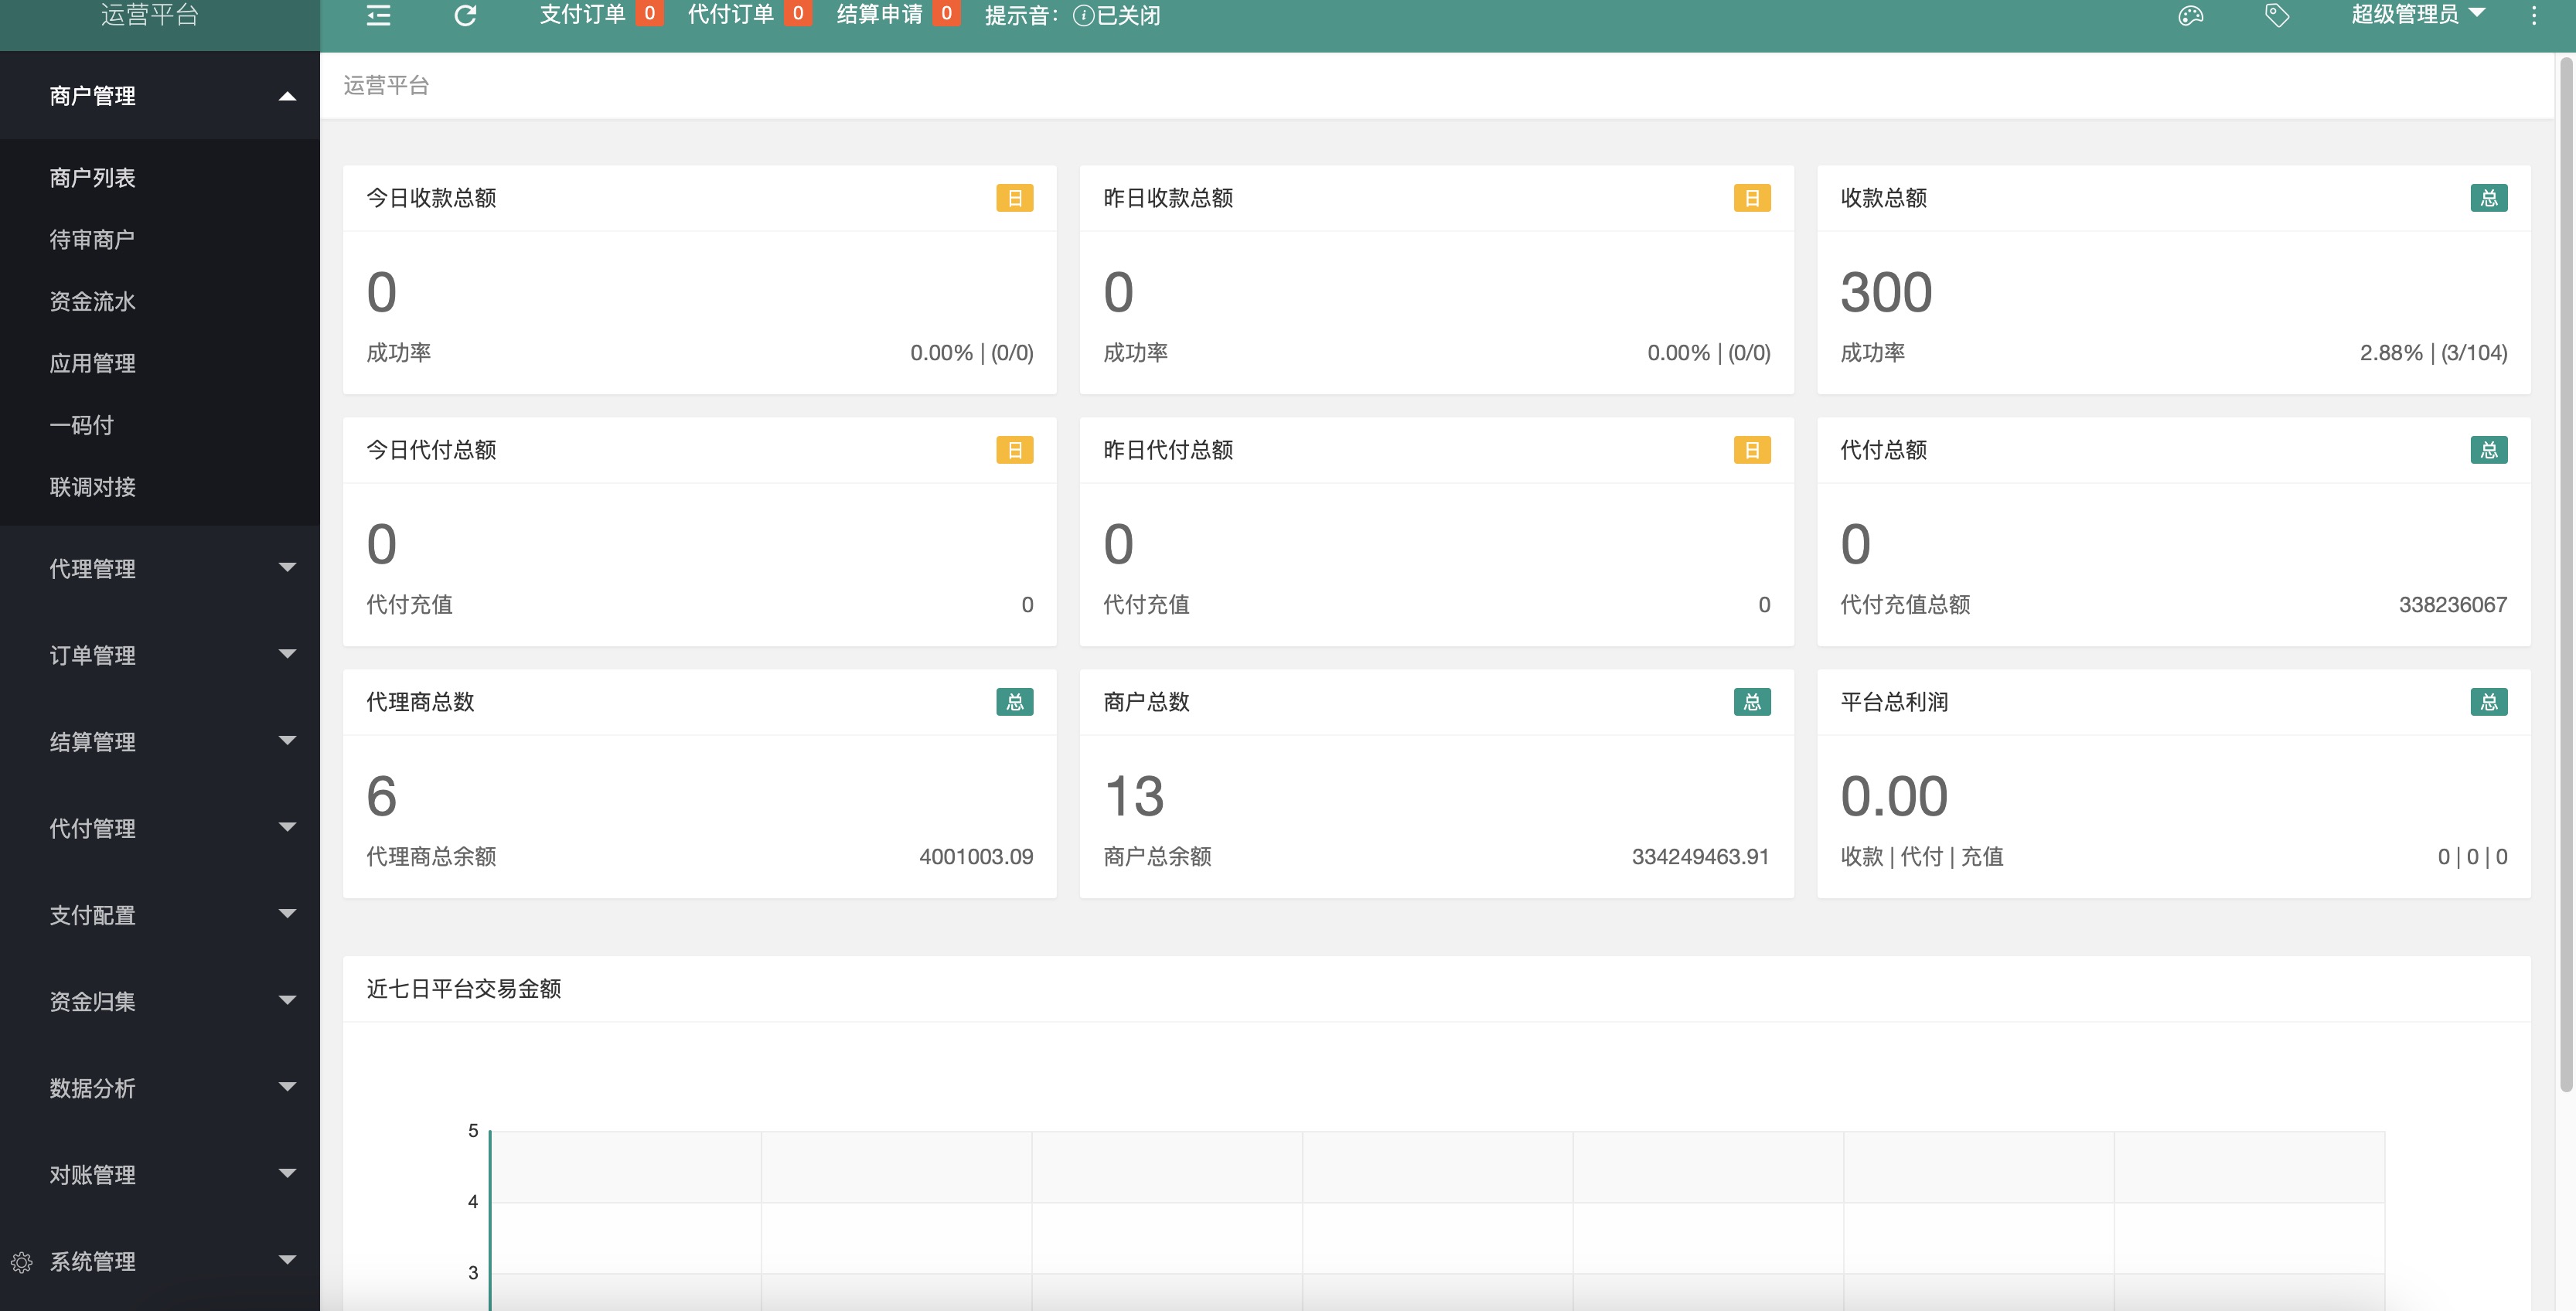 运营平台
支付订单 0 代付订单 0 结算申请 0 提示音：已关闭
超级管理员
商户管理
商户列表
待审商户
资金流水
应用管理
一码付
联调对接
代理管理
订单管理
结算管理
代付管理
支付配置
资金归集
数据分析
对账管理
系统管理
运营平台
今日收款总额 日
0
成功率 0.00% | (0/0)
昨日收款总额 日
0
成功率 0.00% | (0/0)
收款总额 总
300
成功率 2.88% | (3/104)
今日代付总额 日
0
代付充值 0
昨日代付总额 日
0
代付充值 0
代付总额 总
0
代付充值总额 338236067
代理商总数 总
6
代理商总余额 4001003.09
商户总数 总
13
商户总余额 334249463.91
平台总利润 总
0.00
收款 | 代付 | 充值 0 | 0 | 0
近七日平台交易金额
5
4
3